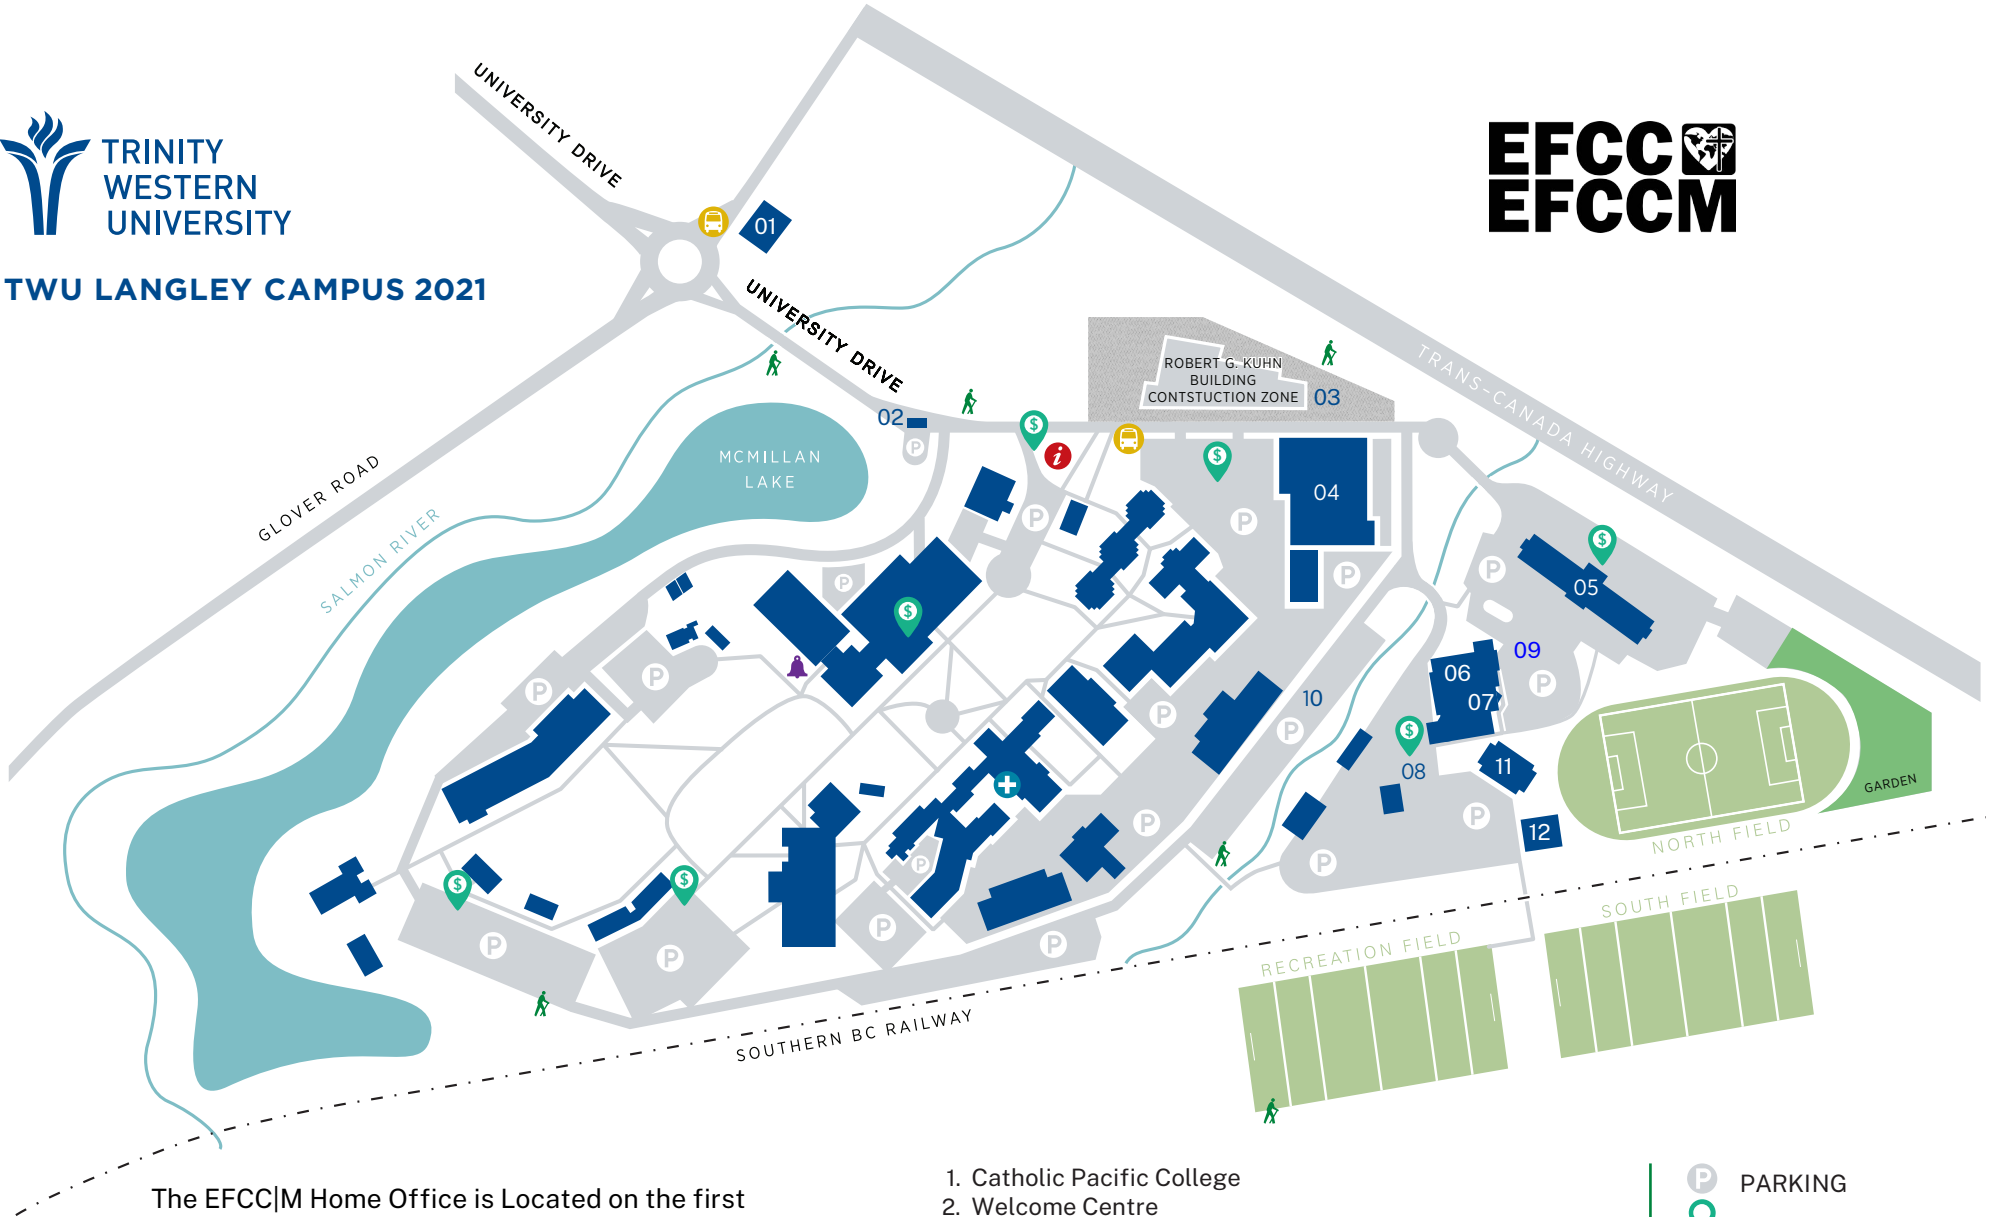 UNIVERSITY DRIVE
TRINITY
WESTERN
UNIVERSITY
TWU LANGLEY CAMPUS 2021
EFCC
EFCCM
01
UNIVERSITY DRIVE
ROBERT G. KUHN
BUILDING
CONTSTUCTION ZONE
03
TRANS-CANADA HIGHWAY
02
P
$
i
$
MCMILLAN
LAKE
GLOVER ROAD
SALMON RIVER
04
P
P
$
05
P
P
P
$
09
06
07
P
P
P
10
P
P
$
08
11
12
P
P
P
GARDEN
NORTH FIELD
SOUTH FIELD
RECREATION FIELD
$
$
P
P
P
P
P
SOUTHERN BC RAILWAY
The EFCC|M Home Office is Located on the first
1. Catholic Pacific College
2. Welcome Centre
P PARKING